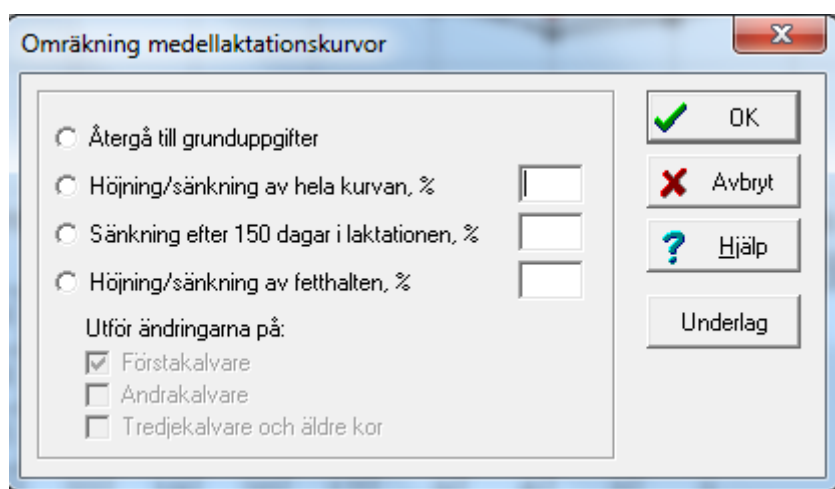 Omräkning medellaktationskurvor
Återgå till grunduppgifter
Höjning/sänkning av hela kurvan, %
Sänkning efter 150 dagar i laktationen, %
Höjning/sänkning av fetthalten, %
Utför ändringarna på:
Förstakalvare
Andrakalvare
Tredjekalvare och äldre kor
OK
Avbryt
Hjälp
Underlag